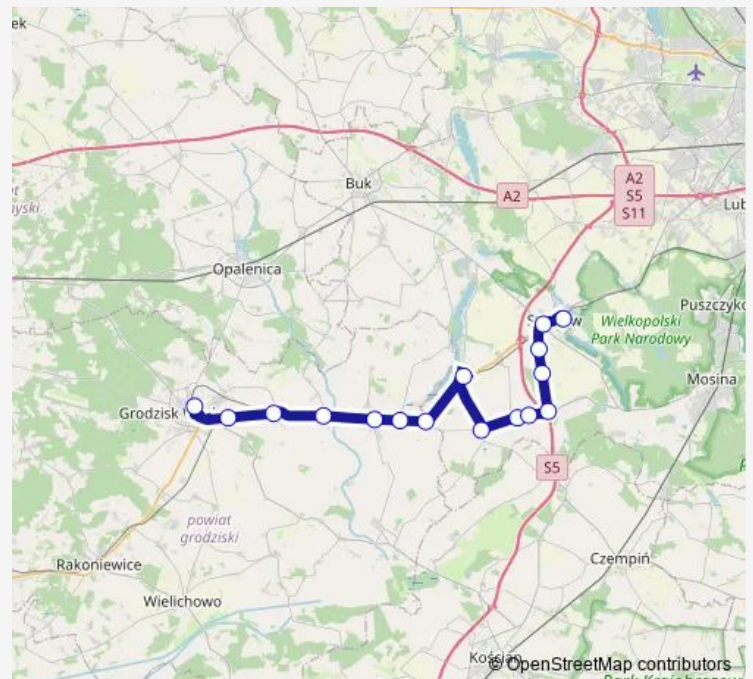 ek
A2
S5
S11
Buk
A2
Lub
yski
Opalenica
Puszczyko
Wielkopolski
Park Narodowy
Mosina
Grodzisk
S5
powiat
grodziski
Czempiń
Rakoniewice
Wielichowo
© OpenStreetMap contributors